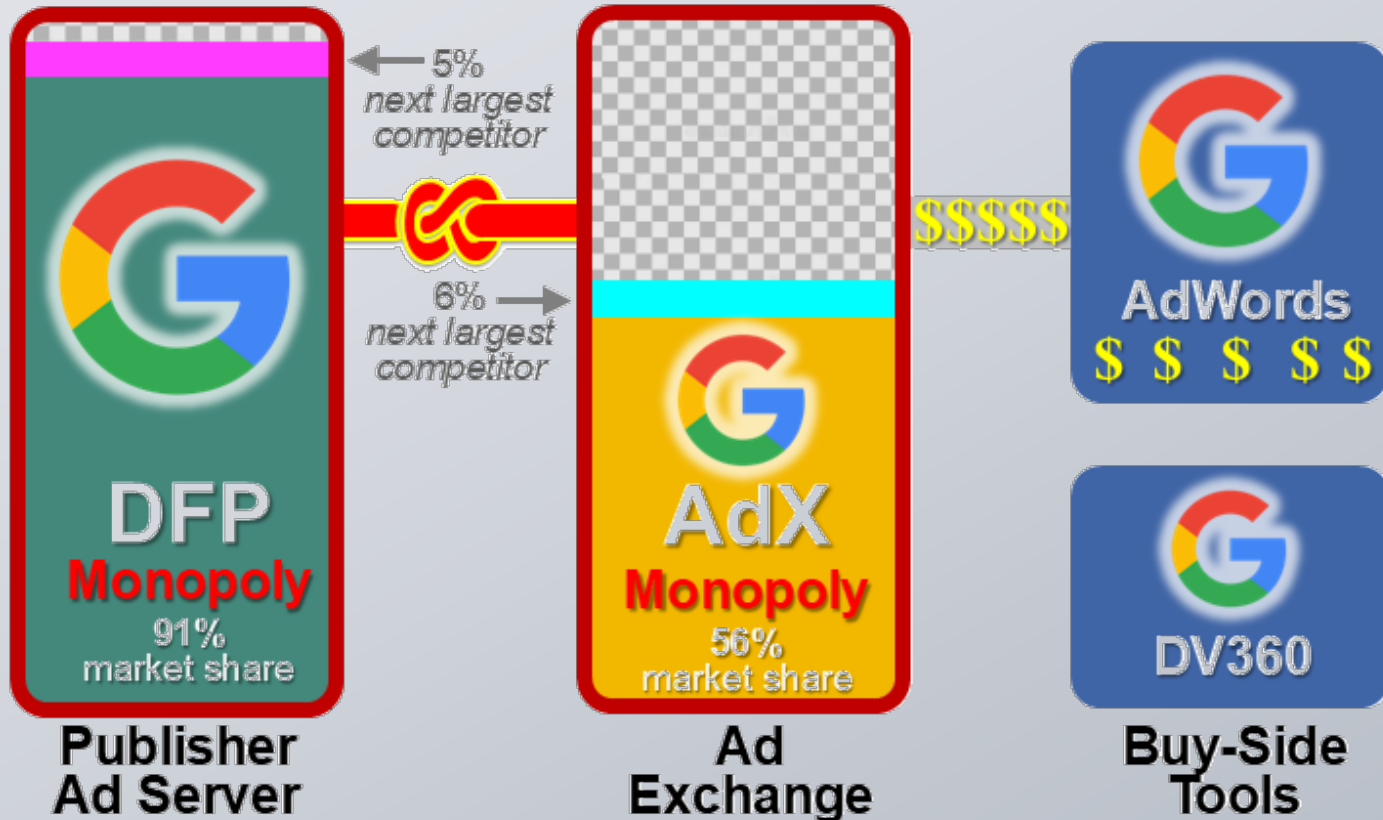 5%
next largest
competitor
6%
next largest
competitor
DFP
Monopoly
91%
market share
Publisher
Ad Server
AdX
Monopoly
56%
market share
Ad
Exchange
$$$$$
AdWords
$ $ $ $ $
DV360
Buy-Side
Tools